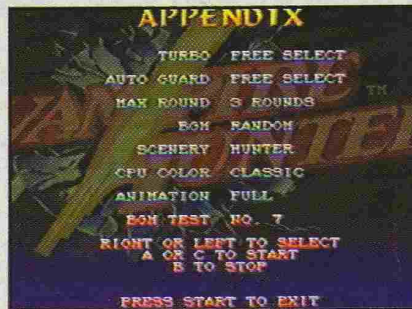 APPENDIX
TURBO FREE SELECT
AUTO GUARD FREE SELECT
MAX ROUND 3 ROUNDS
BGM RANDOM
SCENERY HUNTER
CPU COLOR CLASSIC
ANIMATION FULL
BGM TEST NO. 7
RIGHT OR LEFT TO SELECT
A OR C TO START
B TO STOP
PRESS START TO EXIT
TM